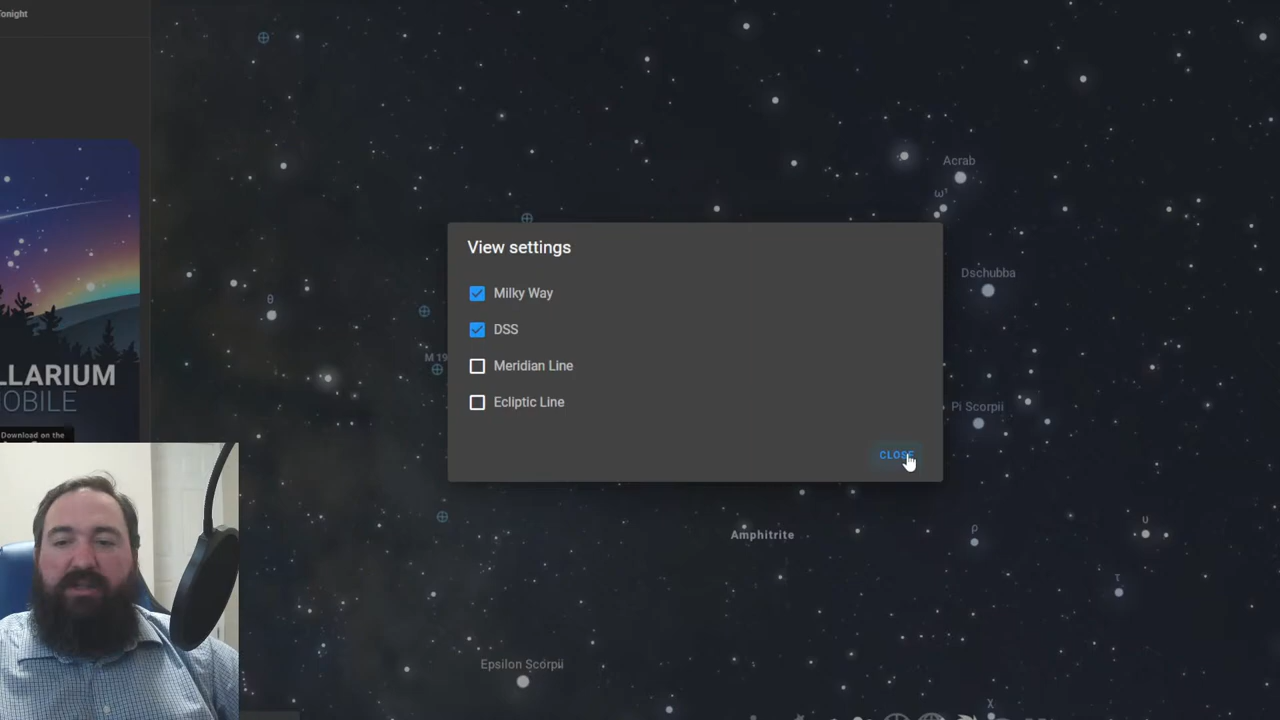 Tonight
Acrab
ω¹
View settings
Dschubba
Milky Way
θ
DSS
M 19
Meridian Line
LLARIUM
Ecliptic Line
Pi Scorpii
OBILE
Download on the
CLOSE
υ
Amphitrite
ρ
τ
Epsilon Scorpii
χ